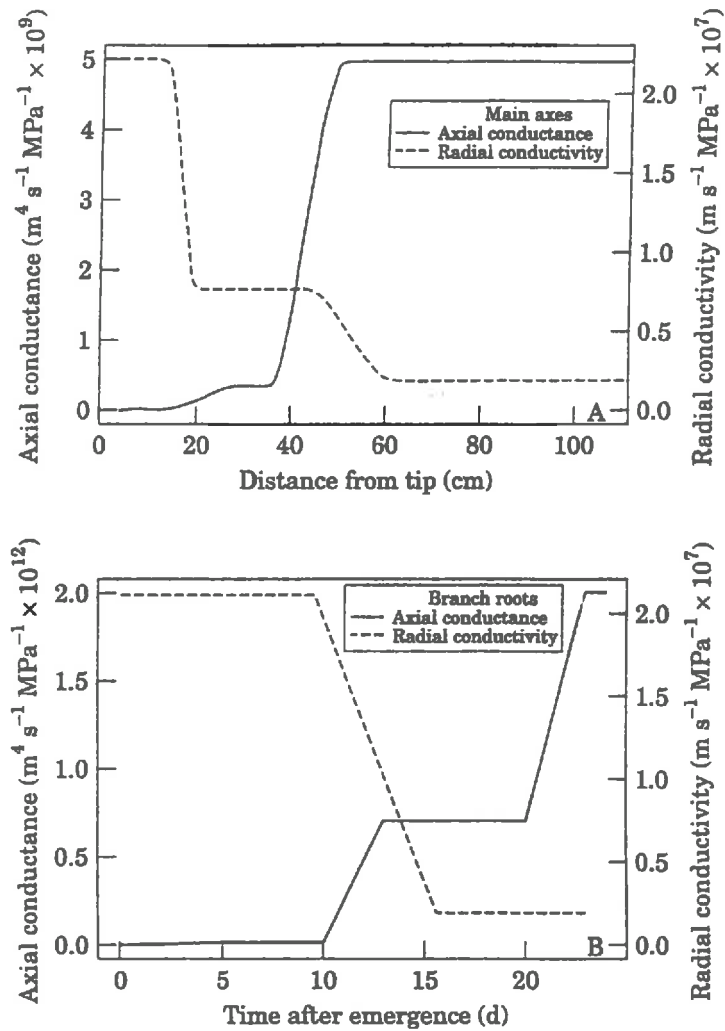 Axial conductance (m⁴ s⁻¹ MPa⁻¹ × 10⁹)
5
4
3
2
1
0
Main axes
Axial conductance
Radial conductivity
2.0
1.5
1.0
0.5
0.0
Radial conductivity (m s⁻¹ MPa⁻¹ × 10⁷)
A
0 20 40 60 80 100
Distance from tip (cm)
Axial conductance (m⁴ s⁻¹ MPa⁻¹ × 10¹²)
2.0
1.5
1.0
0.5
0.0
Branch roots
Axial conductance
Radial conductivity
2.0
1.5
1.0
0.5
0.0
Radial conductivity (m s⁻¹ MPa⁻¹ × 10⁷)
B
0 5 10 15 20
Time after emergence (d)